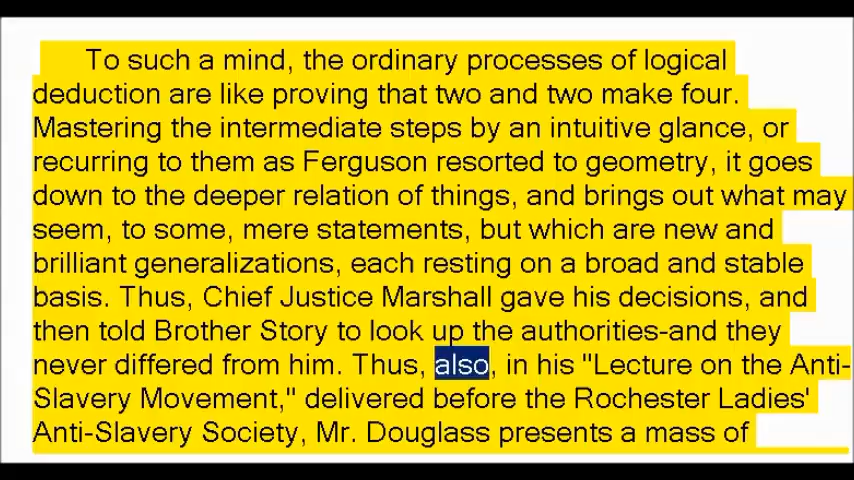 To such a mind, the ordinary processes of logical
deduction are like proving that two and two make four.
Mastering the intermediate steps by an intuitive glance, or
recurring to them as Ferguson resorted to geometry, it goes
down to the deeper relation of things, and brings out what may
seem, to some, mere statements, but which are new and
brilliant generalizations, each resting on a broad and stable
basis. Thus, Chief Justice Marshall gave his decisions, and
then told Brother Story to look up the authorities-and they
never differed from him. Thus, also, in his "Lecture on the Anti-
Slavery Movement," delivered before the Rochester Ladies'
Anti-Slavery Society, Mr. Douglass presents a mass of